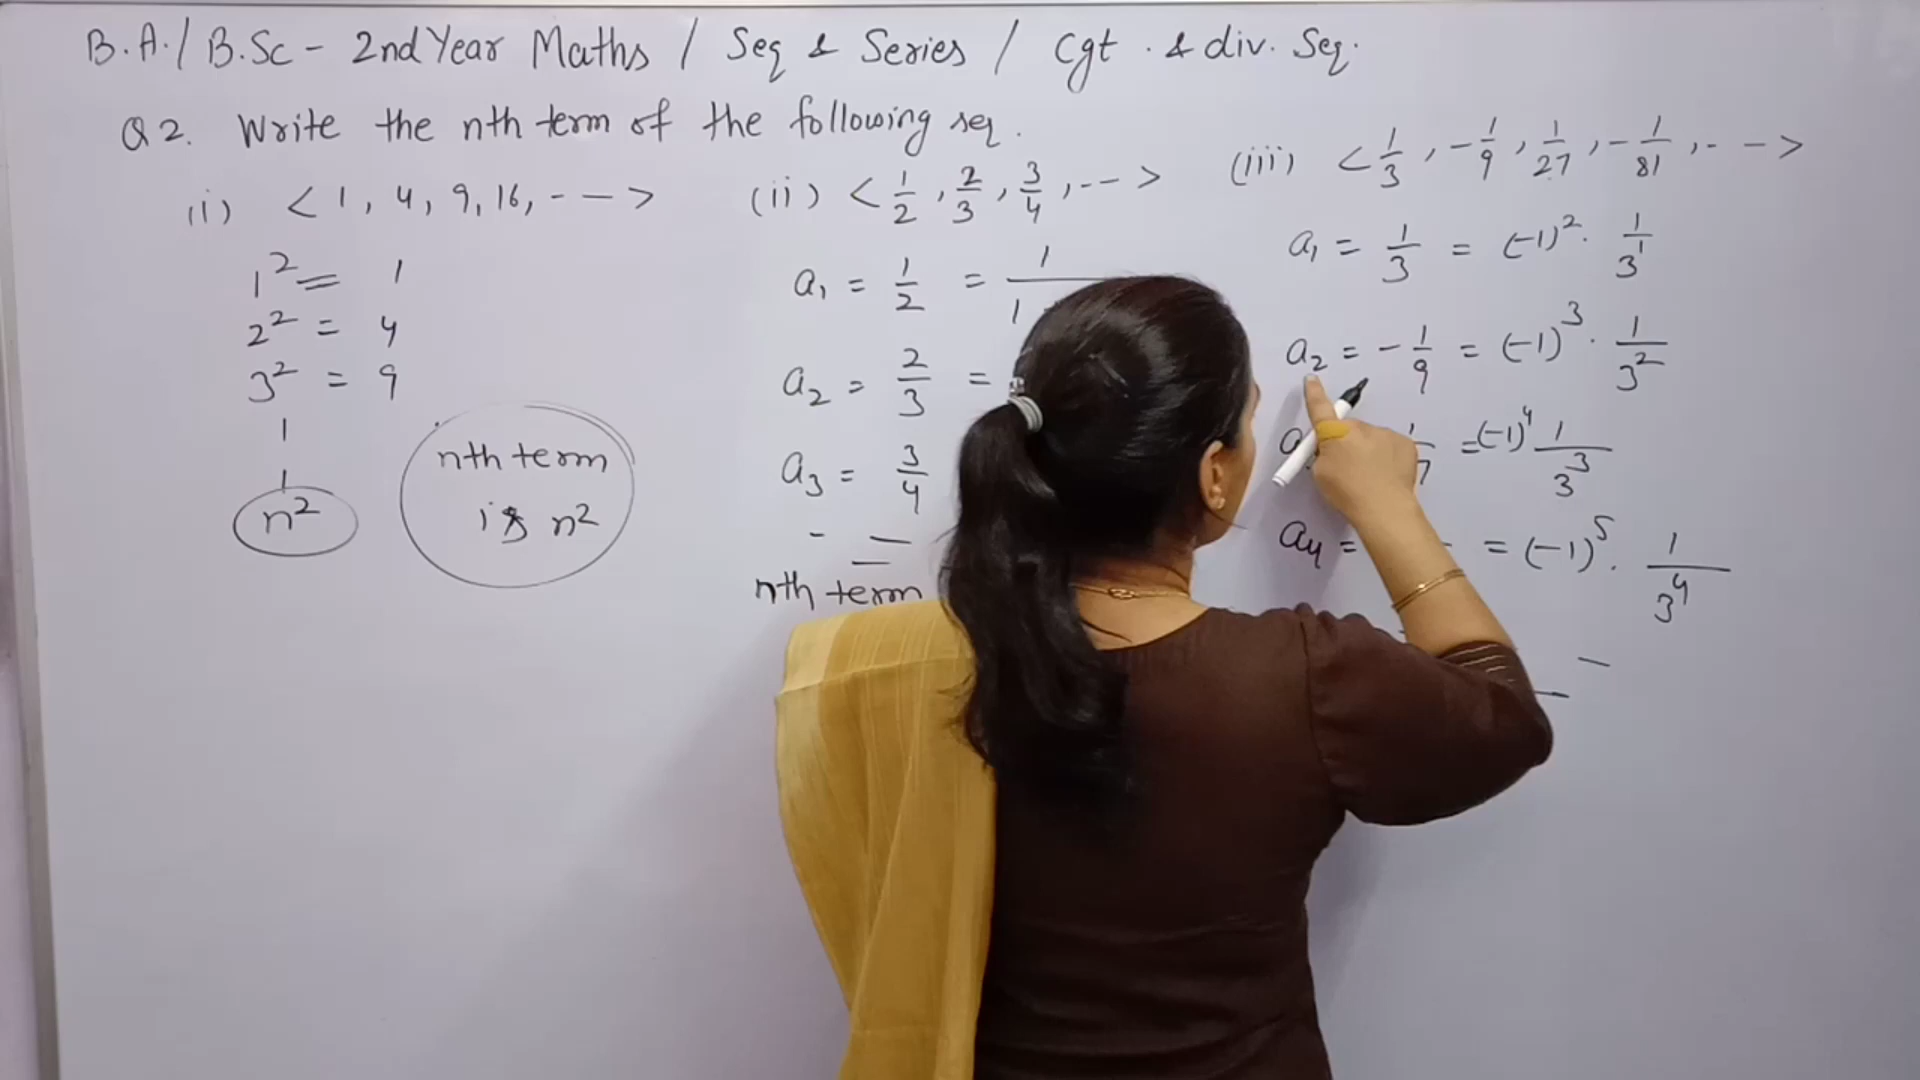 B.A./B.Sc - 2nd Year Maths / Seq & Series / Cgt. & div. Seq.
Q2. Write the nth term of the following seq.
(i) < 1, 4, 9, 16, - - - >
1² = 1
2² = 4
3² = 9
n²
nth term
is n²
(ii) < 1/2, 2/3, 3/4, - - - >
a₁ = 1/2 = 1/1
a₂ = 2/3 =
a₃ = 3/4
- - -
nth term
(iii) < 1/3, -1/9, 1/27, -1/81, - - - >
a₁ = 1/3 = (-1)² · 1/3¹
a₂ = -1/9 = (-1)³ · 1/3²
= (-1)⁴ 1/3³
a₄ = = (-1)⁵ · 1/3⁴